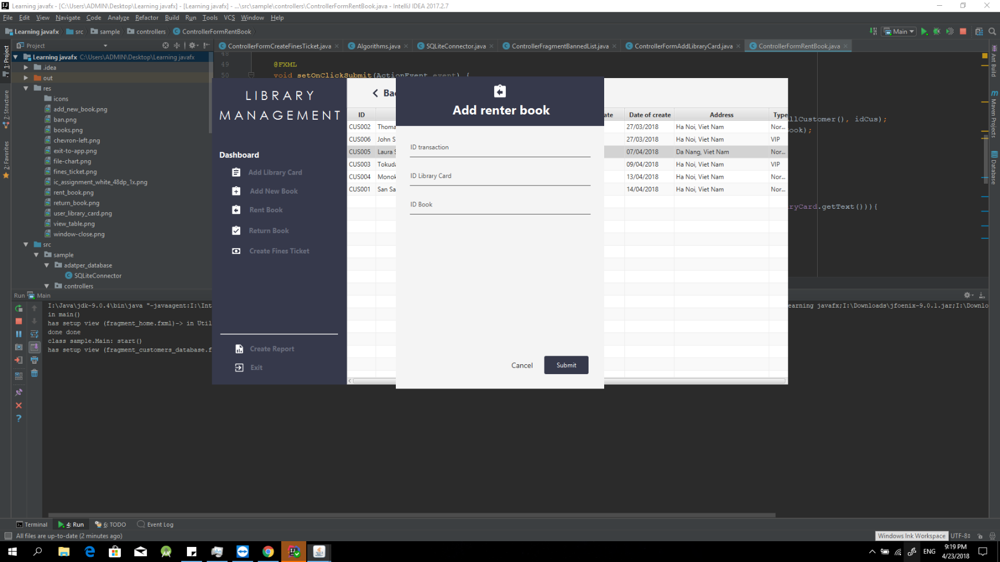 Learning javafx - [C:\Users\ADMIN\Desktop\Learning javafx] - [Learning javafx] - ...\src\sample\controllers\ControllerFormRentBook.java - IntelliJ IDEA 2017.2.7
File Edit View Navigate Code Analyze Refactor Build Run Tools VCS Window Help
Learning javafx src sample controllers ControllerFormRentBook
Main
Project
ControllerFormCreateFinesTicket.java Algorithms.java SQLiteConnector.java ControllerFragmentBannedList.java ControllerFormAddLibraryCard.java ControllerFormRentBook.java
1: Project
Z: Structure
2: Favorites
Ant Build
Maven Projects
Database
Learning javafx C:\Users\ADMIN\Desktop\Learning javafx
.idea
out
res
icons
add_new_book.png
ban.png
books.png
chevron-left.png
exit-to-app.png
file-chart.png
fines_ticket.png
ic_assignment_white_48dp_1x.png
rent_book.png
return_book.png
user_library_card.png
view_table.png
window-close.png
src
sample
adatper_database
SQLiteConnector
controllers
48
49 @FXML
50 void setOnClickSubmit(ActionEvent event) {
llCustomer(), idCus);
Book);
ryCard.getText())){
LIBRARY
MANAGEMENT
Dashboard
Add Library Card
Add New Book
Rent Book
Return Book
Create Fines Ticket
Create Report
Exit
Bac
ID ate Date of create Address Type
CUS002 Thoma 27/03/2018 Ha Noi, Viet Nam Nor...
CUS006 John S 27/03/2018 Ha Noi, Viet Nam VIP
CUS005 Laura S 07/04/2018 Da Nang, Viet Nam Nor...
CUS003 Tokuda 09/04/2018 Ha Noi, Viet Nam VIP
CUS004 Monok 13/04/2018 Ha Noi, Viet Nam Nor...
CUS001 San Sa 14/04/2018 Ha Noi, Viet Nam Nor...
Add renter book
ID transaction
ID Library Card
ID Book
Cancel Submit
Run Main
I:\Java\jdk-9.0.4\bin\java "-javaagent:I:\Int earning javafx;I:\Downloads\jfoenix-9.0.1.jar;I:\Downlo
in main()
has setup view (fragment_home.fxml)-> in Util
done done
class sample.Main: start()
has setup view (fragment_customers_database.f
Terminal 4: Run 6: TODO Event Log
All files are up-to-date (2 minutes ago)
Windows Ink Workspace
UTF-8
ENG
9:19 PM
4/23/2018